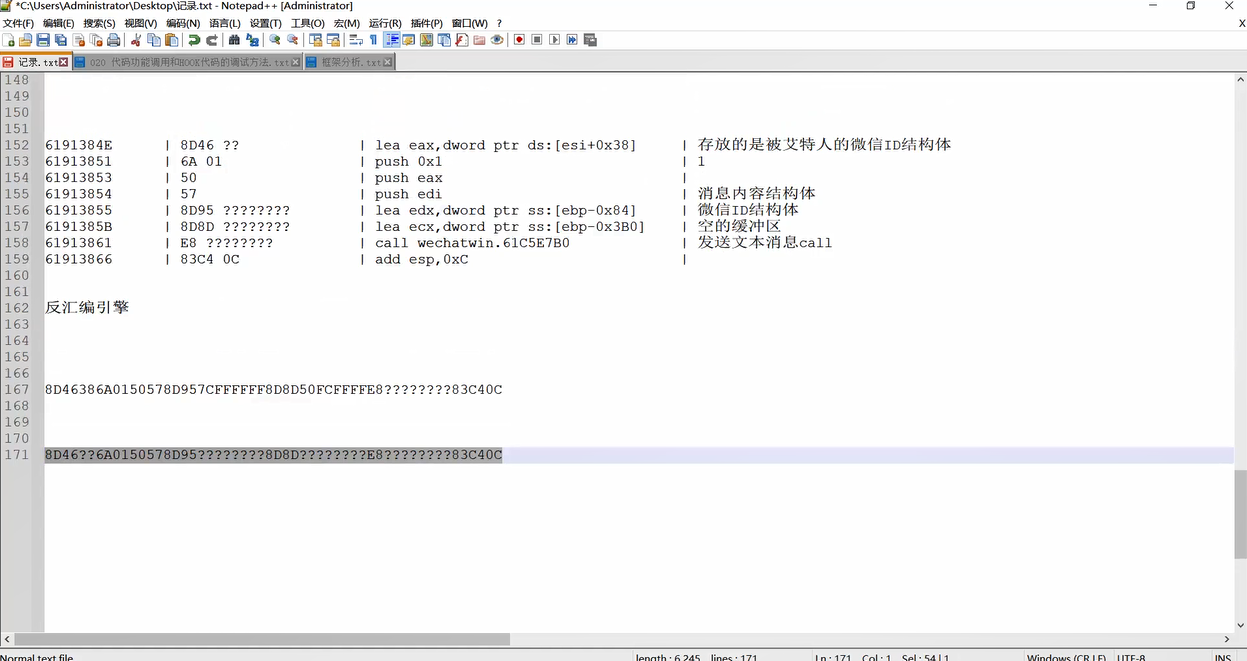 *C:\Users\Administrator\Desktop\记录.txt - Notepad++ [Administrator]
文件(F) 编辑(E) 搜索(S) 视图(V) 编码(N) 语言(L) 设置(T) 工具(O) 宏(M) 运行(R) 插件(P) 窗口(W) ? X
记录.txt 020 代码功能调用和HOOK代码的调试方法.txt 框架分析.txt
148
149
150
151
152 6191384E | 8D46 ?? | lea eax,dword ptr ds:[esi+0x38] | 存放的是被艾特人的微信ID结构体
153 61913851 | 6A 01 | push 0x1 | 1
154 61913853 | 50 | push eax |
155 61913854 | 57 | push edi | 消息内容结构体
156 61913855 | 8D95 ???????? | lea edx,dword ptr ss:[ebp-0x84] | 微信ID结构体
157 6191385B | 8D8D ???????? | lea ecx,dword ptr ss:[ebp-0x3B0] | 空的缓冲区
158 61913861 | E8 ???????? | call wechatwin.61C5E7B0 | 发送文本消息call
159 61913866 | 83C4 0C | add esp,0xC |
160
161
162 反汇编引擎
163
164
165
166
167 8D46386A0150578D957CFFFFFF8D8D50FCFFFFE8????????83C40C
168
169
170
171 8D46??6A0150578D95????????8D8D????????E8????????83C40C
Normal text file length : 6,245 lines : 171 Ln : 171 Col : 1 Sel : 54 | 1 Windows (CR LF) UTF-8 INS